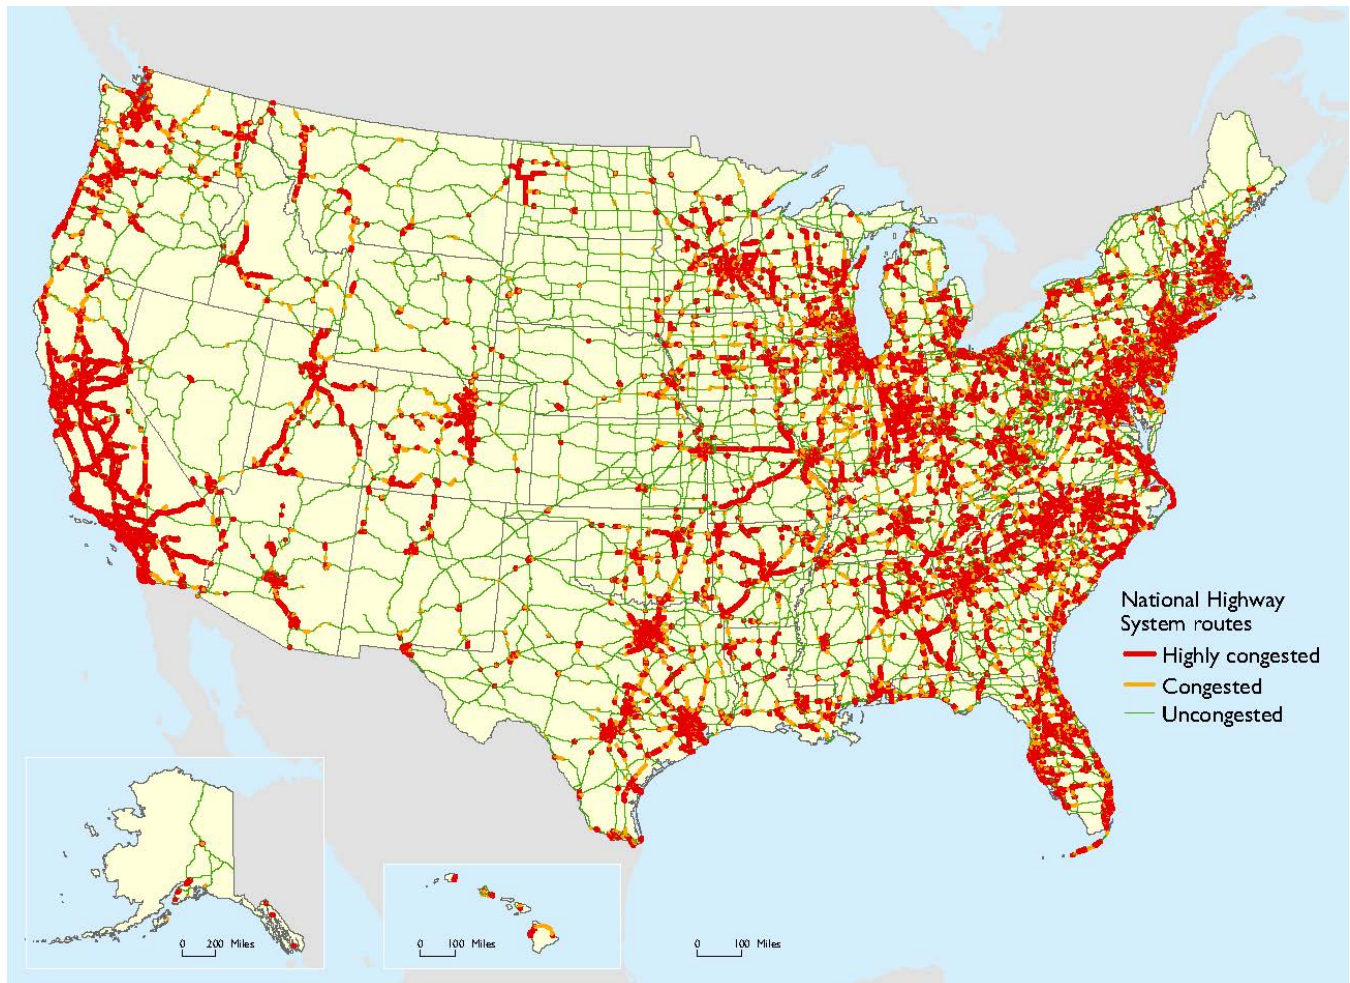 National Highway
System routes
Highly congested
Congested
Uncongested
0 200 Miles
0 100 Miles
0 100 Miles